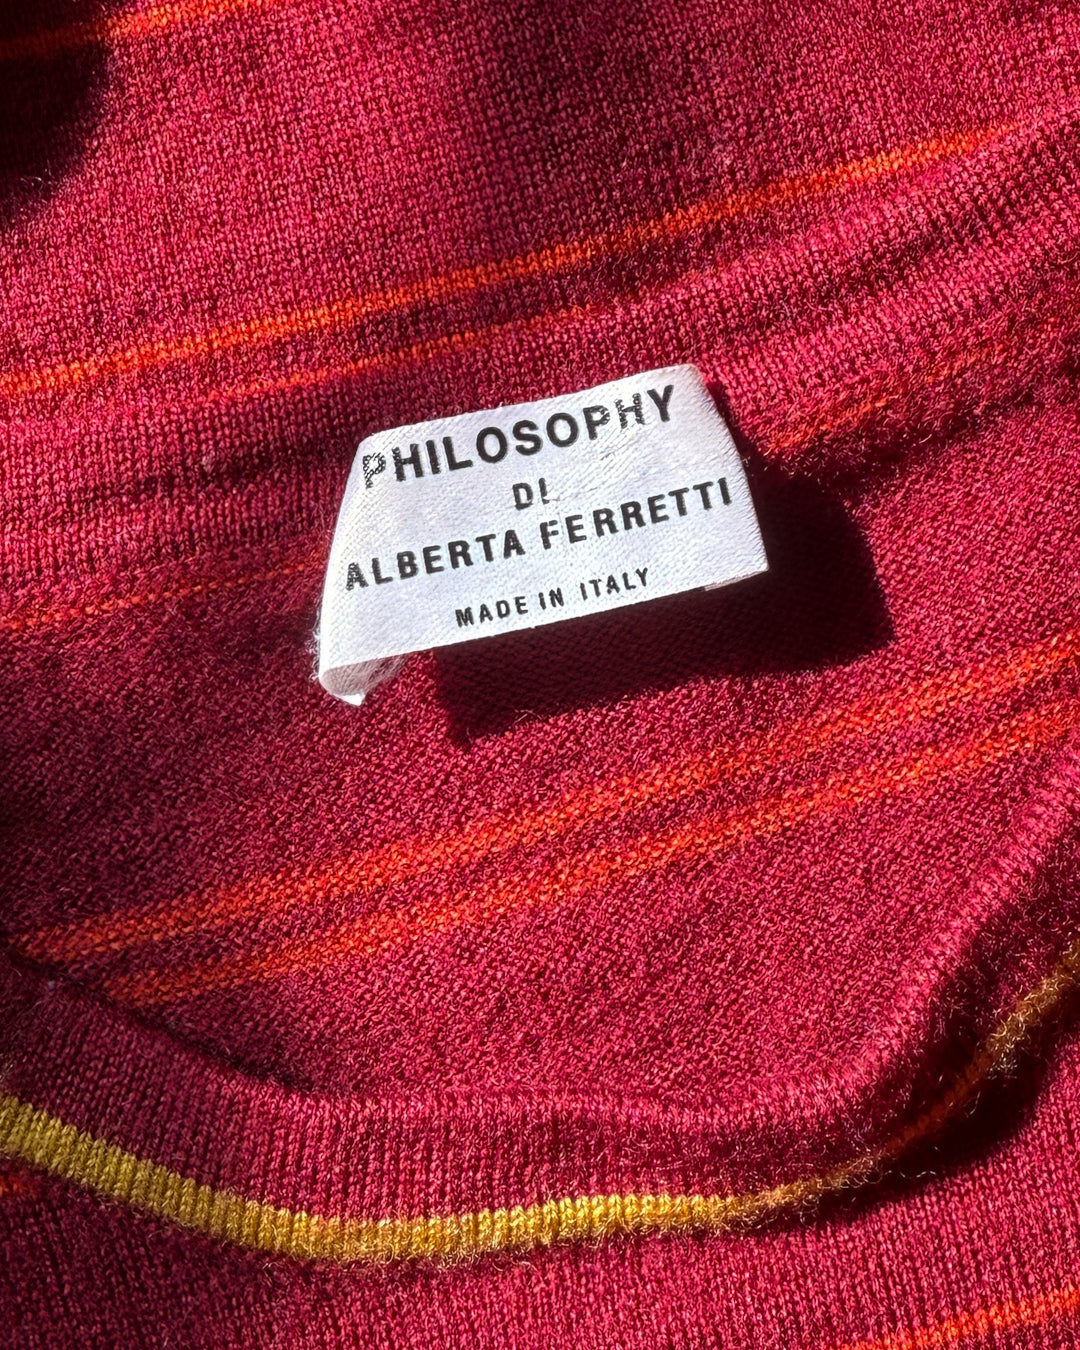 PHILOSOPHY
DI
ALBERTA FERRETTI
MADE IN ITALY